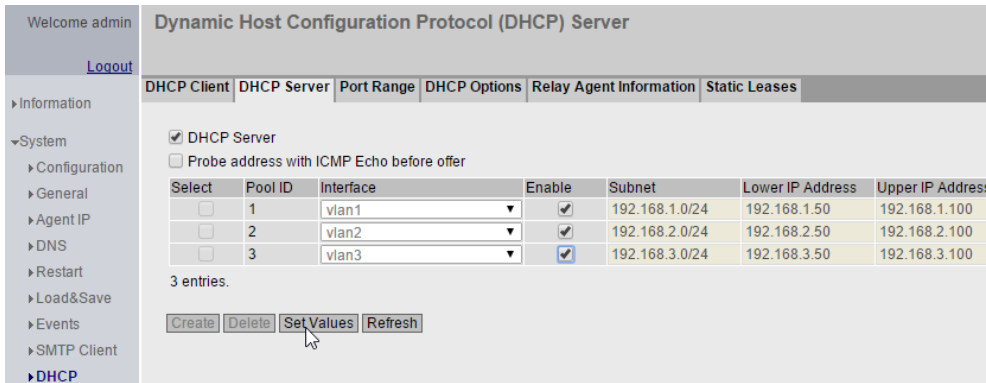 Welcome admin
Logout
Dynamic Host Configuration Protocol (DHCP) Server
DHCP Client DHCP Server Port Range DHCP Options Relay Agent Information Static Leases
Information
System
Configuration
General
Agent IP
DNS
Restart
Load&Save
Events
SMTP Client
DHCP
DHCP Server
Probe address with ICMP Echo before offer
Select Pool ID Interface Enable Subnet Lower IP Address Upper IP Address
1 vlan1 192.168.1.0/24 192.168.1.50 192.168.1.100
2 vlan2 192.168.2.0/24 192.168.2.50 192.168.2.100
3 vlan3 192.168.3.0/24 192.168.3.50 192.168.3.100
3 entries.
Create Delete Set Values Refresh